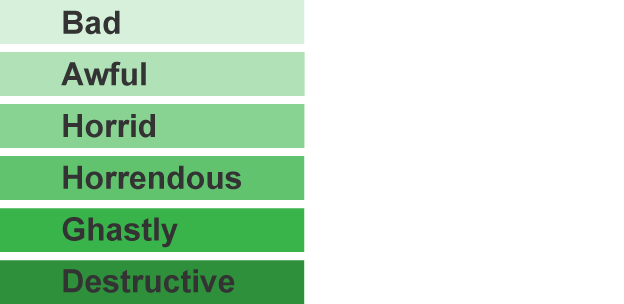 Bad
Awful
Horrid
Horrendous
Ghastly
Destructive